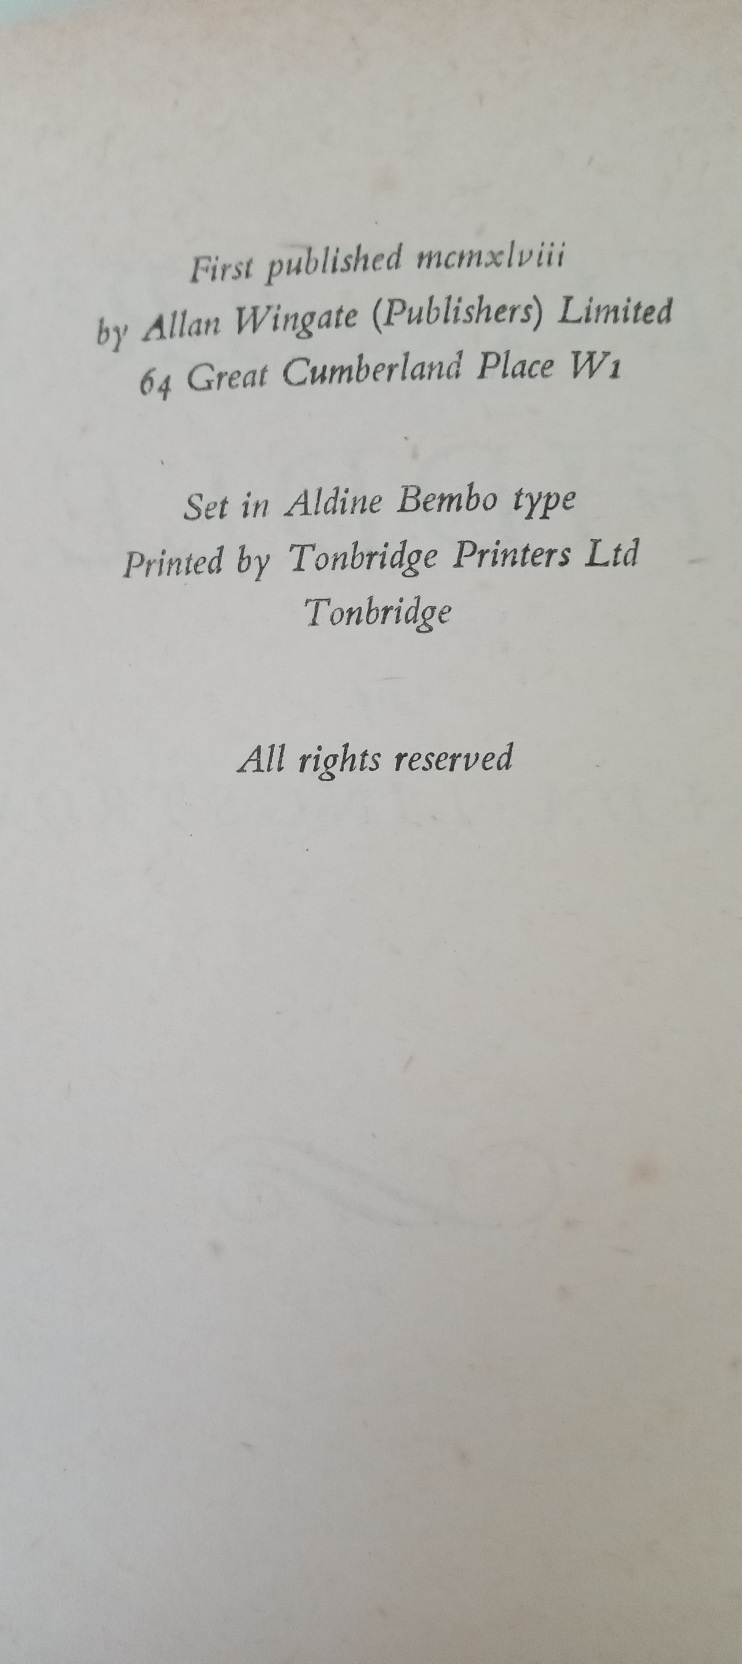 First published mcmxlviii
by Allan Wingate (Publishers) Limited
64 Great Cumberland Place W1
Set in Aldine Bembo type
Printed by Tonbridge Printers Ltd
Tonbridge
All rights reserved